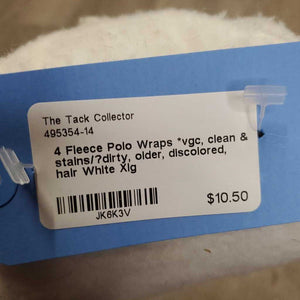 The Tack Collector
495354-14
4 Fleece Polo Wraps *vgc, clean &
stains/?dirty, older, discolored,
hair White Xlg
$10.50
JK6K3V